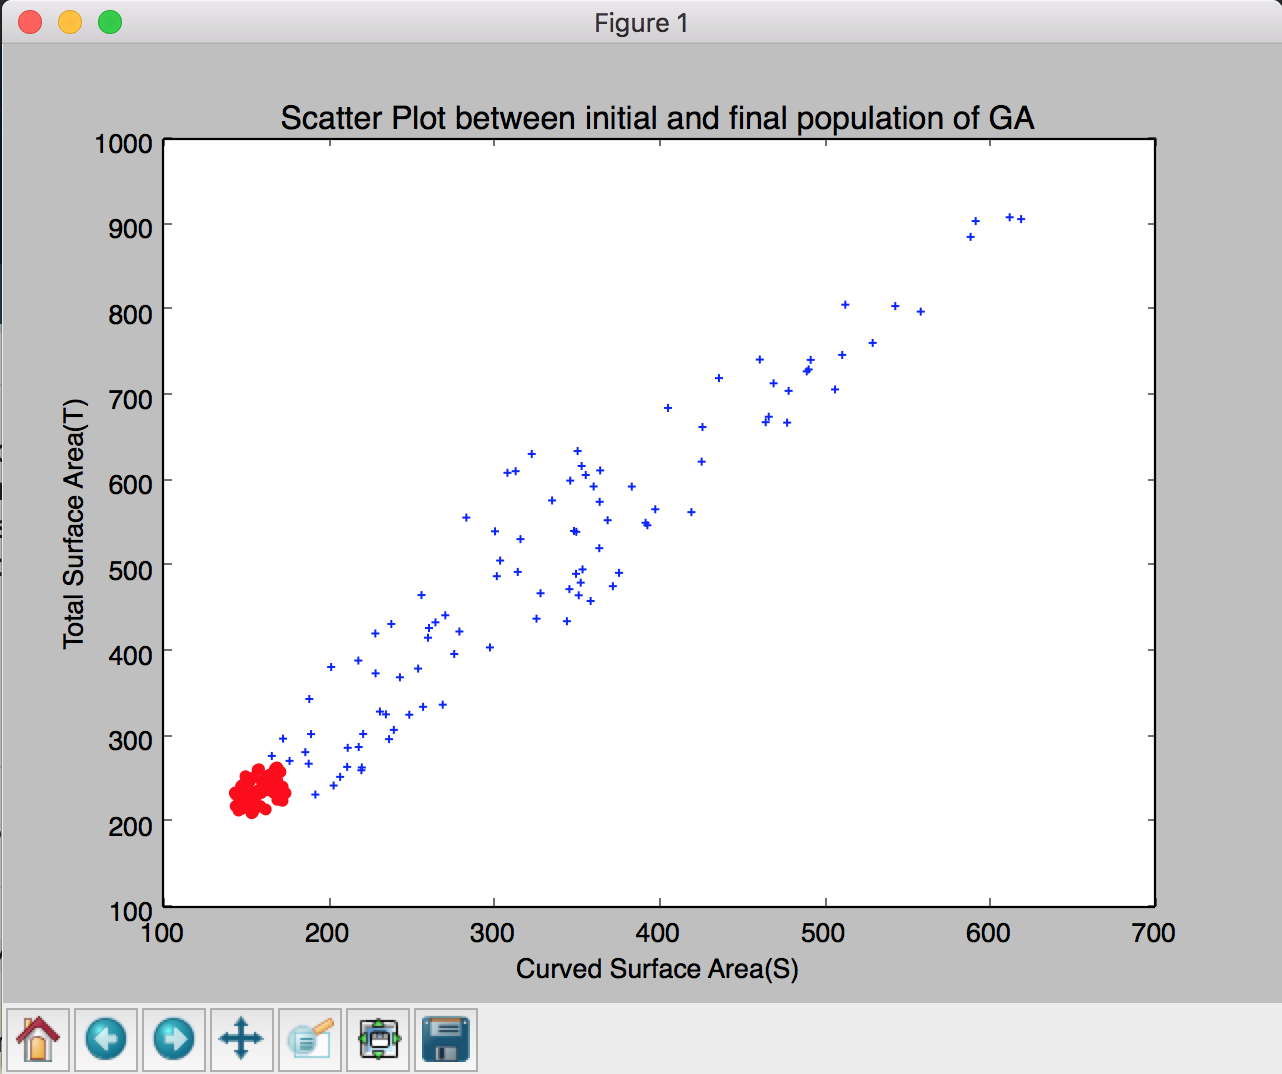 Figure 1
Scatter Plot between initial and final population of GA
1000
900
800
700
600
500
400
300
200
100
Total Surface Area(T)
100 200 300 400 500 600 700
Curved Surface Area(S)